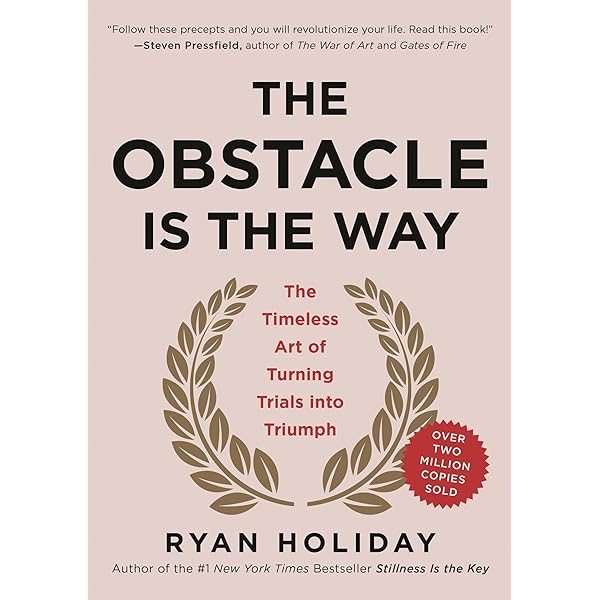 “Follow these precepts and you will revolutionize your life. Read this book!”
—Steven Pressfield, author of The War of Art and Gates of Fire
THE
OBSTACLE
IS THE WAY
The
Timeless
Art of
Turning
Trials into
Triumph
OVER
TWO
MILLION
COPIES
SOLD
RYAN HOLIDAY
Author of the #1 New York Times Bestseller Stillness Is the Key